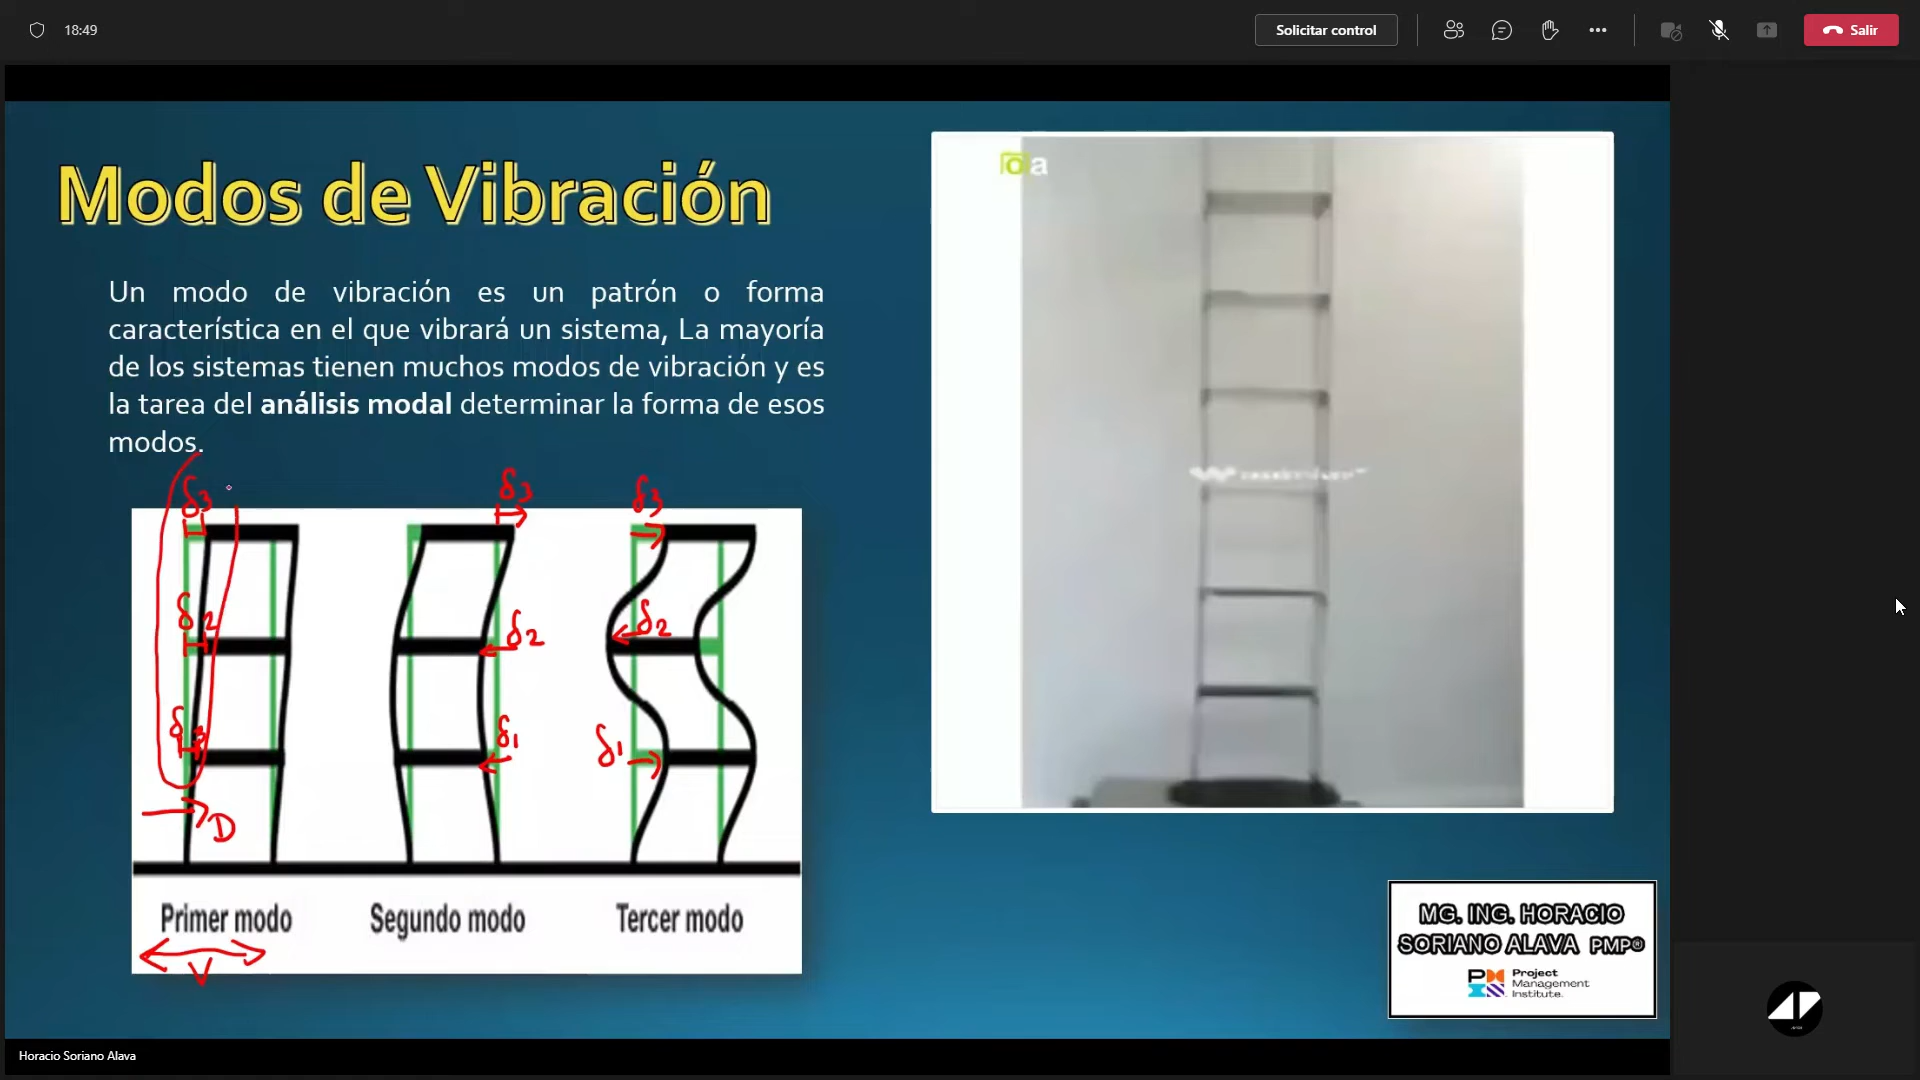 18:49
Solicitar control
Salir
Modos de Vibración
Un modo de vibración es un patrón o forma
característica en el que vibrará un sistema, La mayoría
de los sistemas tienen muchos modos de vibración y es
la tarea del análisis modal determinar la forma de esos
modos.
δ3
δ3
δ3
δ2
δ2
δ2
δ1
δ1
D
Primer modo
Segundo modo
Tercer modo
V
MG. ING. HORACIO
SORIANO ALAVA PMP®
Project
Management
Institute.
Horacio Soriano Alava